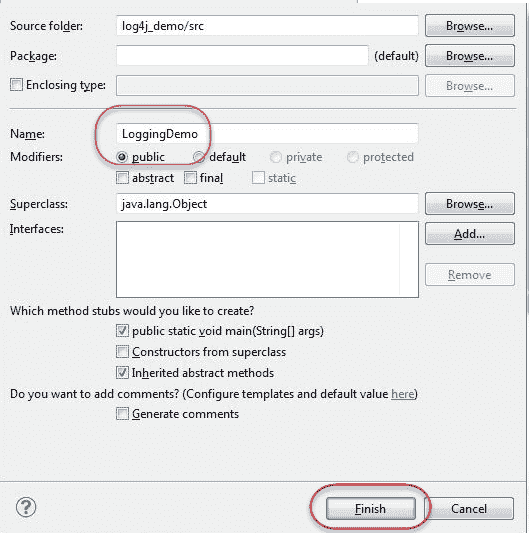 Source folder: log4j_demo/src Browse...
Package: (default) Browse...
Enclosing type: Browse...
Name: LoggingDemo
Modifiers: public default private protected
abstract final static
Superclass: java.lang.Object Browse...
Interfaces: Add...
Remove
Which method stubs would you like to create?
public static void main(String[] args)
Constructors from superclass
Inherited abstract methods
Do you want to add comments? (Configure templates and default value here)
Generate comments
? Finish Cancel